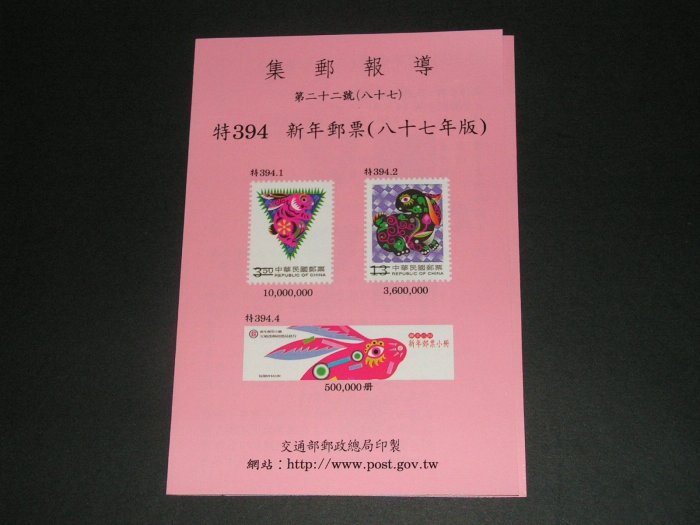 集郵報導
第二十二號(八十七)
特394 新年郵票(八十七年版)
特394.1
特394.2
3.00 中華民國郵票
REPUBLIC OF CHINA
13 中華民國郵票
REPUBLIC OF CHINA
10,000,000
3,600,000
特394.4
新年郵票小冊
500,000册
交通部郵政總局印製
網站：http://www.post.gov.tw